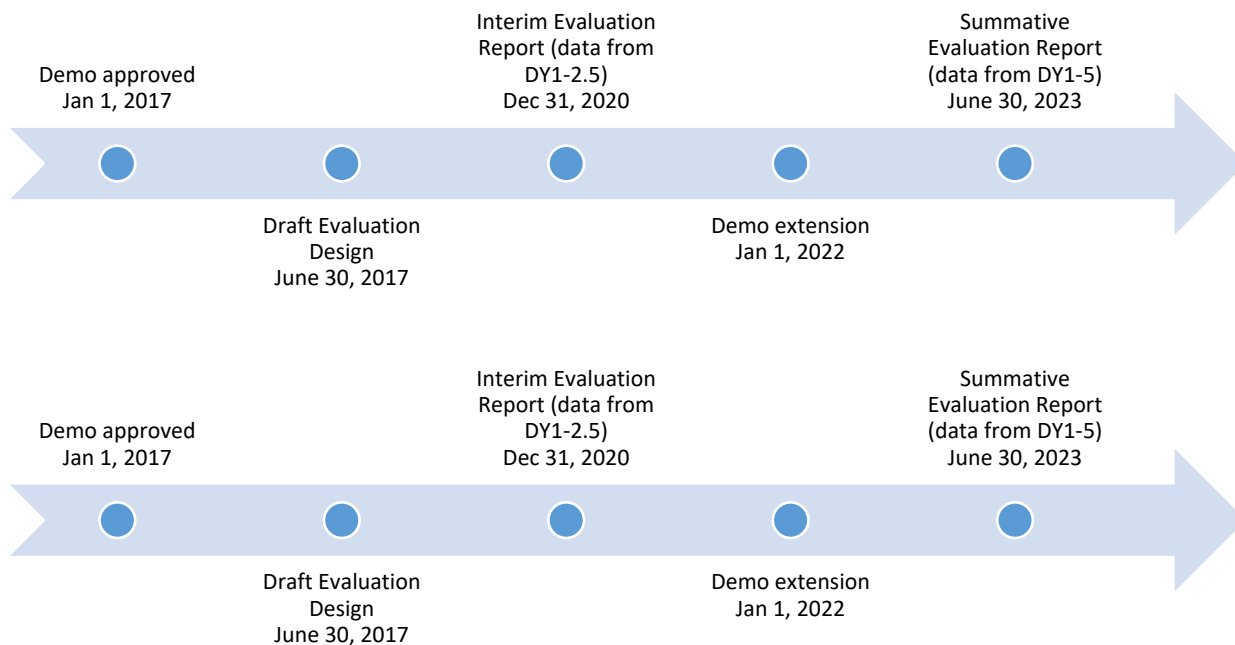 Demo approved
Jan 1, 2017
Draft Evaluation
Design
June 30, 2017
Interim Evaluation
Report (data from
DY1-2.5)
Dec 31, 2020
Demo extension
Jan 1, 2022
Summative
Evaluation Report
(data from DY1-5)
June 30, 2023
Demo approved
Jan 1, 2017
Draft Evaluation
Design
June 30, 2017
Interim Evaluation
Report (data from
DY1-2.5)
Dec 31, 2020
Demo extension
Jan 1, 2022
Summative
Evaluation Report
(data from DY1-5)
June 30, 2023